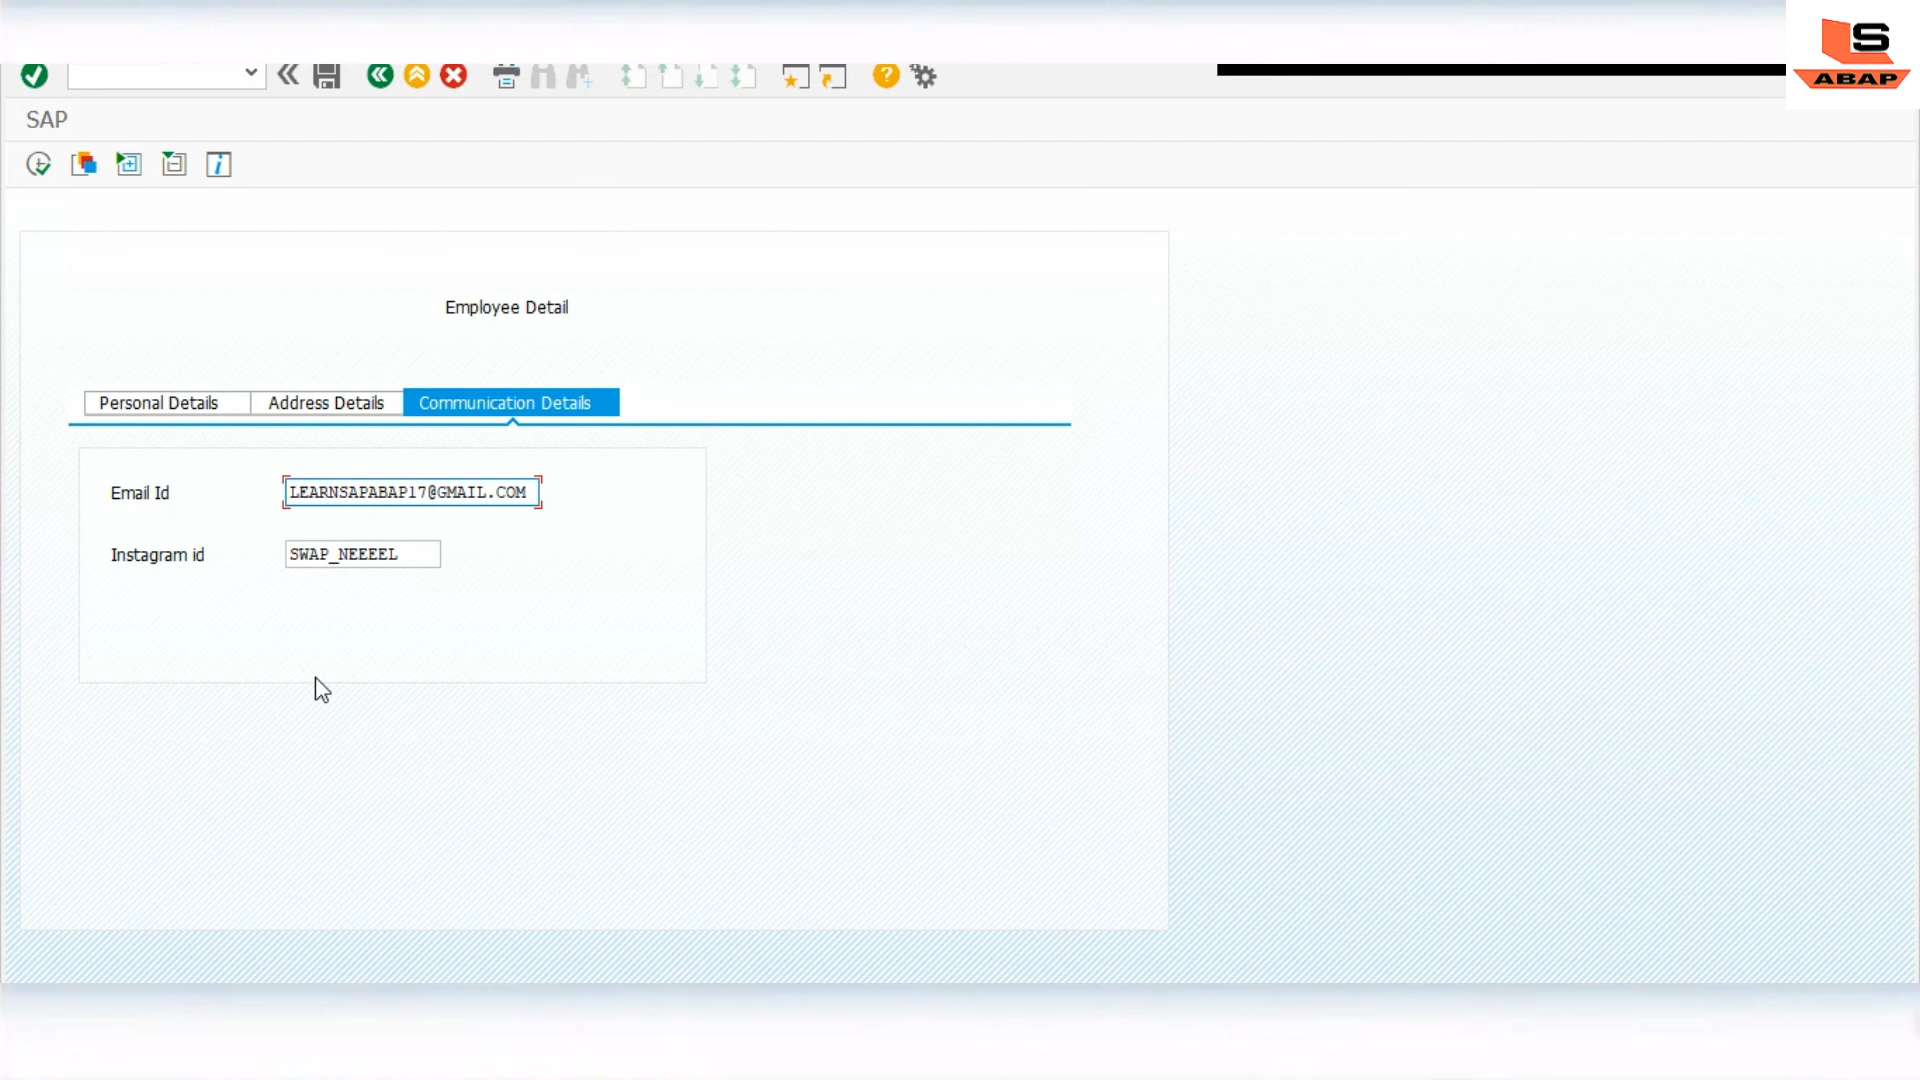 S
ABAP
SAP
Employee Detail
Personal Details Address Details Communication Details
Email Id LEARNSAPABAP17@GMAIL.COM
Instagram id SWAP_NEEEEL